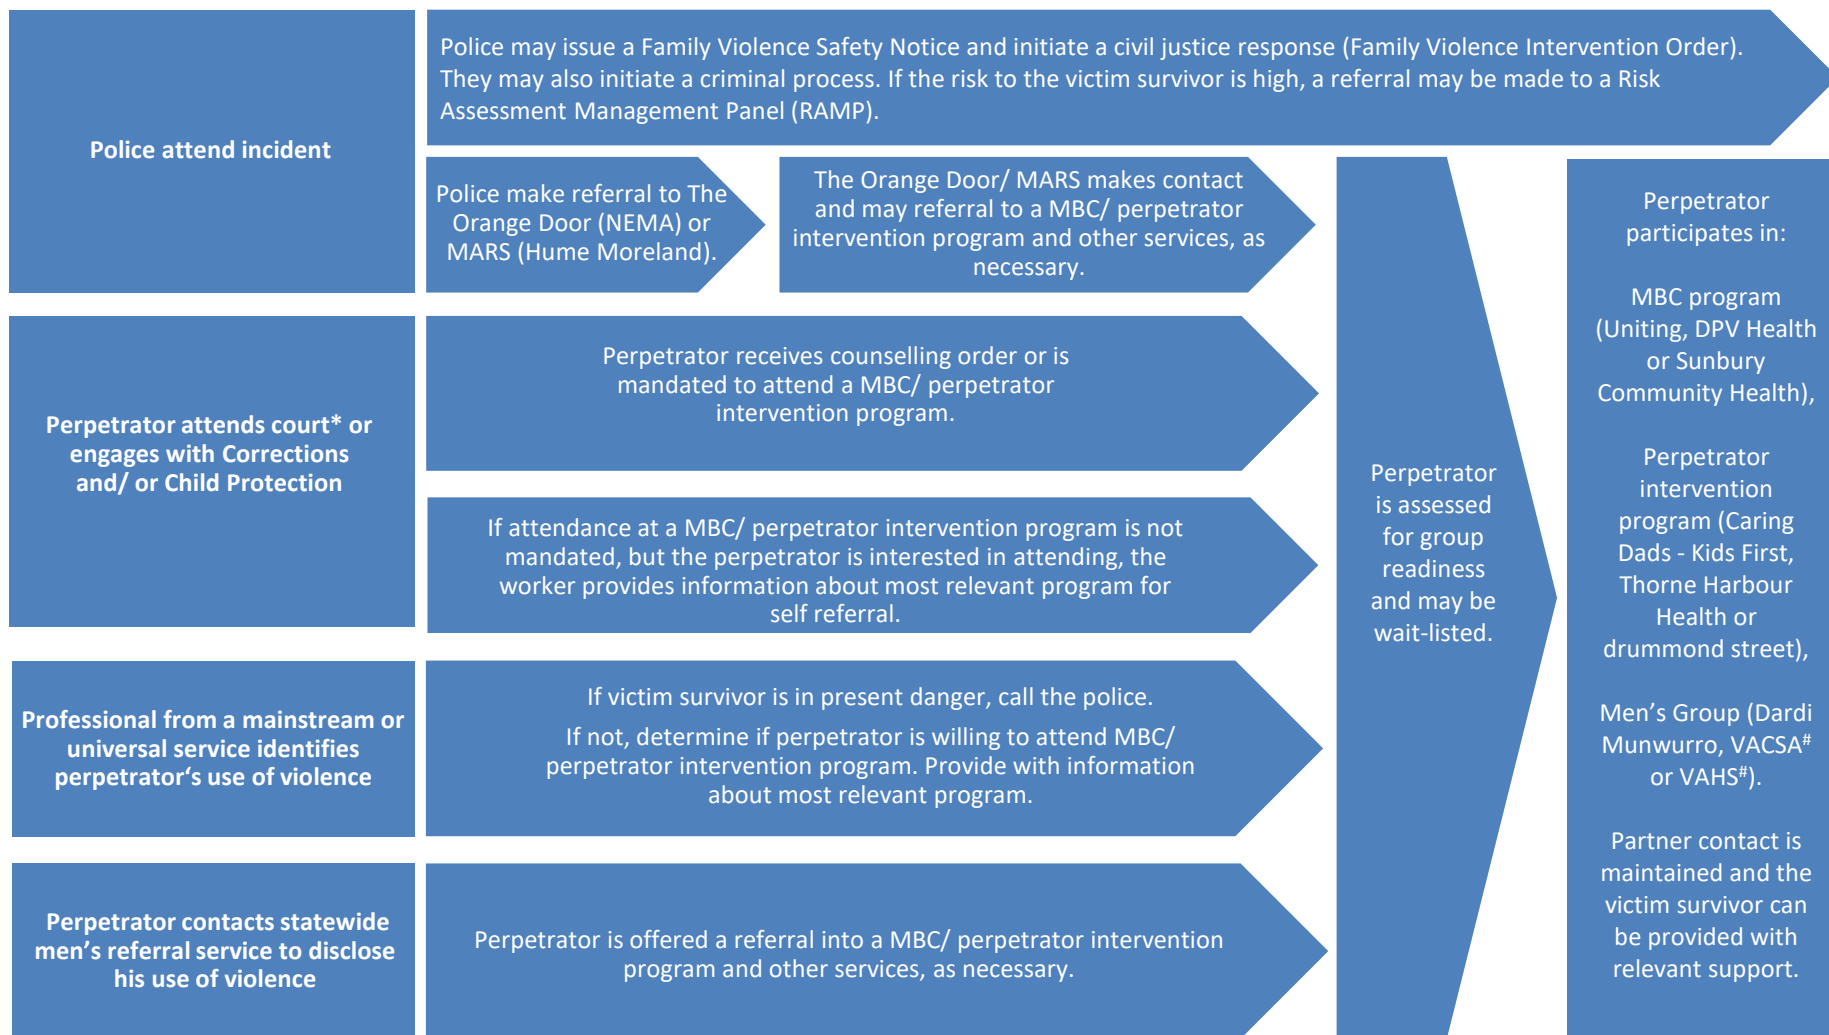 Police attend incident
Police may issue a Family Violence Safety Notice and initiate a civil justice response (Family Violence Intervention Order).
They may also initiate a criminal process. If the risk to the victim survivor is high, a referral may be made to a Risk
Assessment Management Panel (RAMP).
Police make referral to The
Orange Door (NEMA) or
MARS (Hume Moreland).
The Orange Door/ MARS makes contact
and may referral to a MBC/ perpetrator
intervention program and other services, as
necessary.
Perpetrator attends court* or
engages with Corrections
and/ or Child Protection
Perpetrator receives counselling order or is
mandated to attend a MBC/ perpetrator
intervention program.
If attendance at a MBC/ perpetrator intervention program is not
mandated, but the perpetrator is interested in attending, the
worker provides information about most relevant program for
self referral.
Professional from a mainstream or
universal service identifies
perpetrator‘s use of violence
If victim survivor is in present danger, call the police.
If not, determine if perpetrator is willing to attend MBC/
perpetrator intervention program. Provide with information
about most relevant program.
Perpetrator contacts statewide
men’s referral service to disclose
his use of violence
Perpetrator is offered a referral into a MBC/ perpetrator intervention
program and other services, as necessary.
Perpetrator
is assessed
for group
readiness
and may be
wait-listed.
Perpetrator
participates in:
MBC program
(Uniting, DPV Health
or Sunbury
Community Health),
Perpetrator
intervention
program (Caring
Dads - Kids First,
Thorne Harbour
Health or
drummond street),
Men’s Group (Dardi
Munwurro, VACSA#
or VAHS#).
Partner contact is
maintained and the
victim survivor can
be provided with
relevant support.